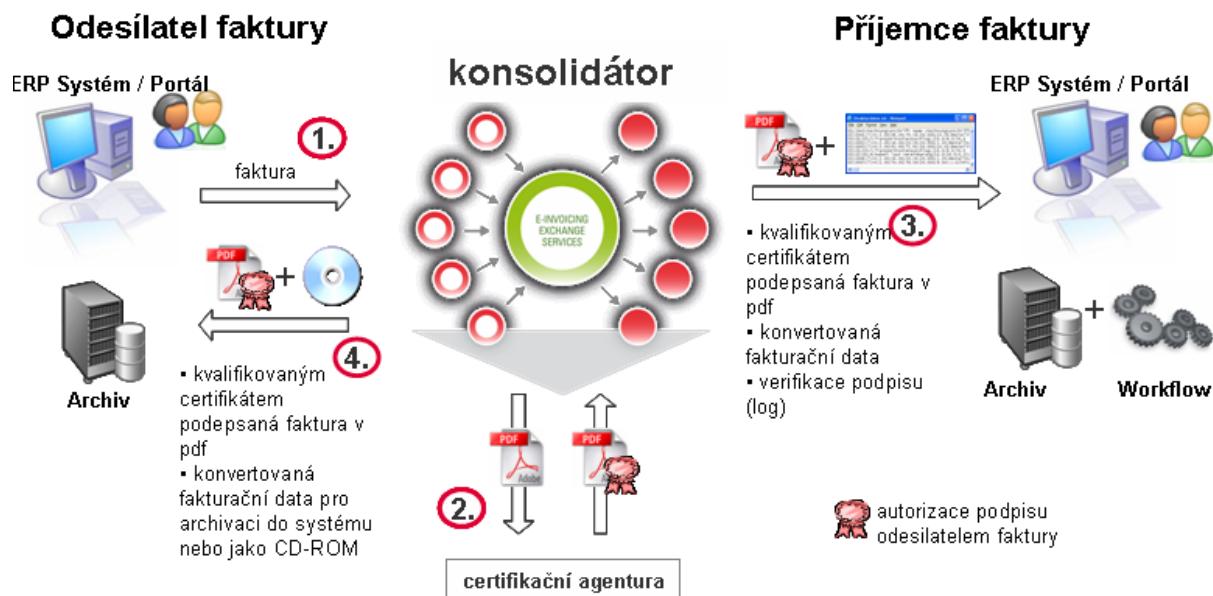 Odesílatel faktury
ERP Systém / Portál
1.
faktura
PDF
+
4.
Archiv
▪ kvalifikovaným
certifikátem
podepsaná faktura v
pdf
▪ konvertovaná
fakturační data pro
archivaci do systému
nebo jako CD-ROM
konsolidátor
E-INVOICING
EXCHANGE
SERVICES
PDF
Adobe
PDF
2.
certifikační agentura
Příjemce faktury
ERP Systém / Portál
PDF
+
3.
▪ kvalifikovaným
certifikátem
podepsaná faktura v
pdf
▪ konvertovaná
fakturační data
▪ verifikace podpisu
(log)
+
Archiv
Workflow
autorizace podpisu
odesilatelem faktury